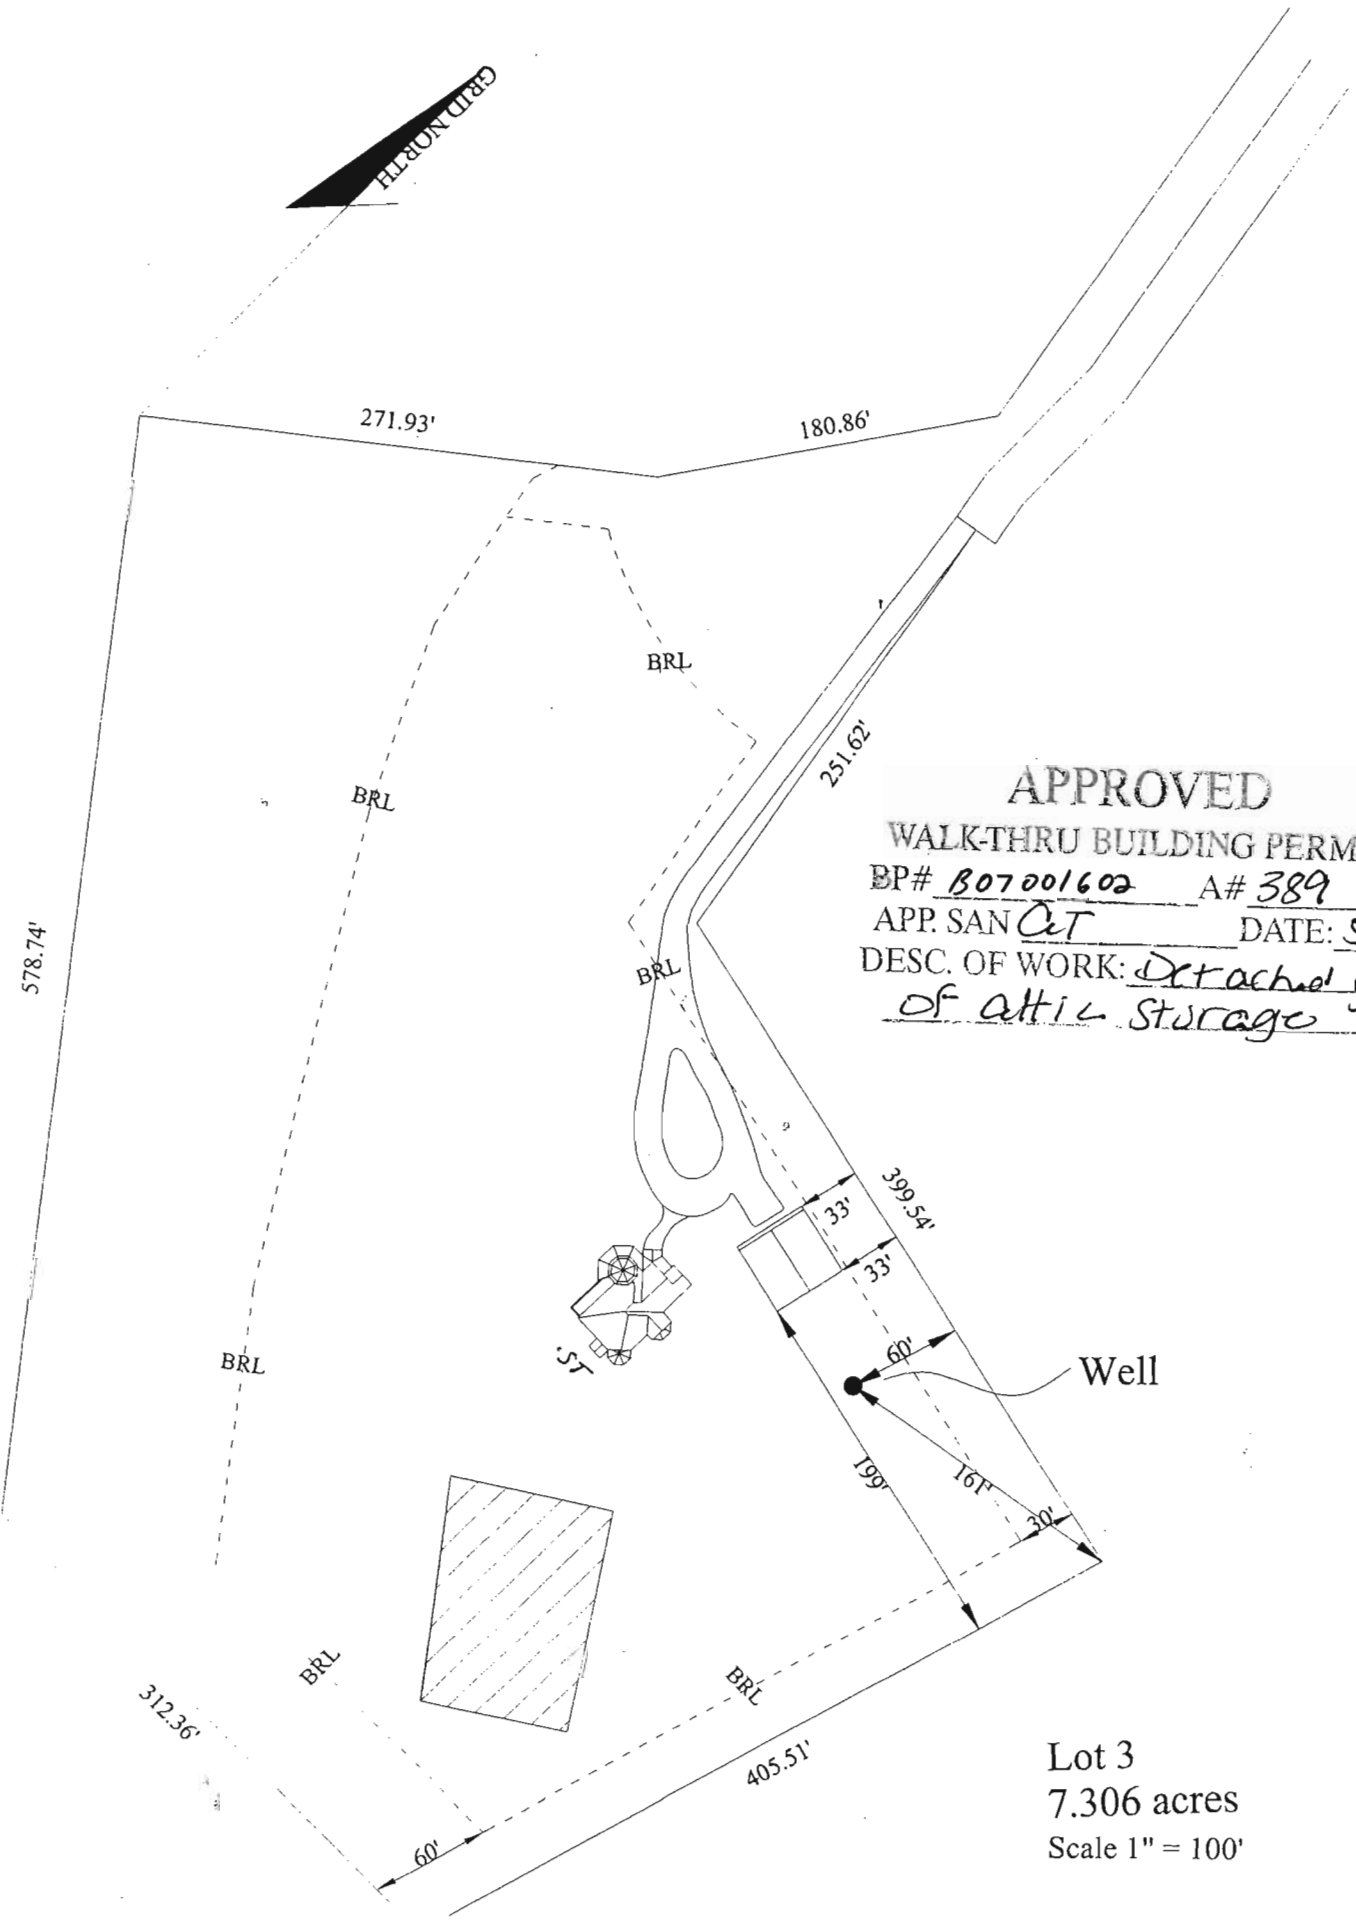 GRID NORTH
271.93'
180.86'
BRL
251.62'
BRL
APPROVED
WALK-THRU BUILDING PERM
BP# B07001602 A# 389
APP. SAN DATE:
578.74'
BRL
DESC. OF WORK: Detached
of attic storage
399.54'
33'
33'
60'
.ST
BRL
Well
199'
161'
30'
BRL
BRL
312.36'
405.51'
60'
Lot 3
7.306 acres
Scale 1" = 100'